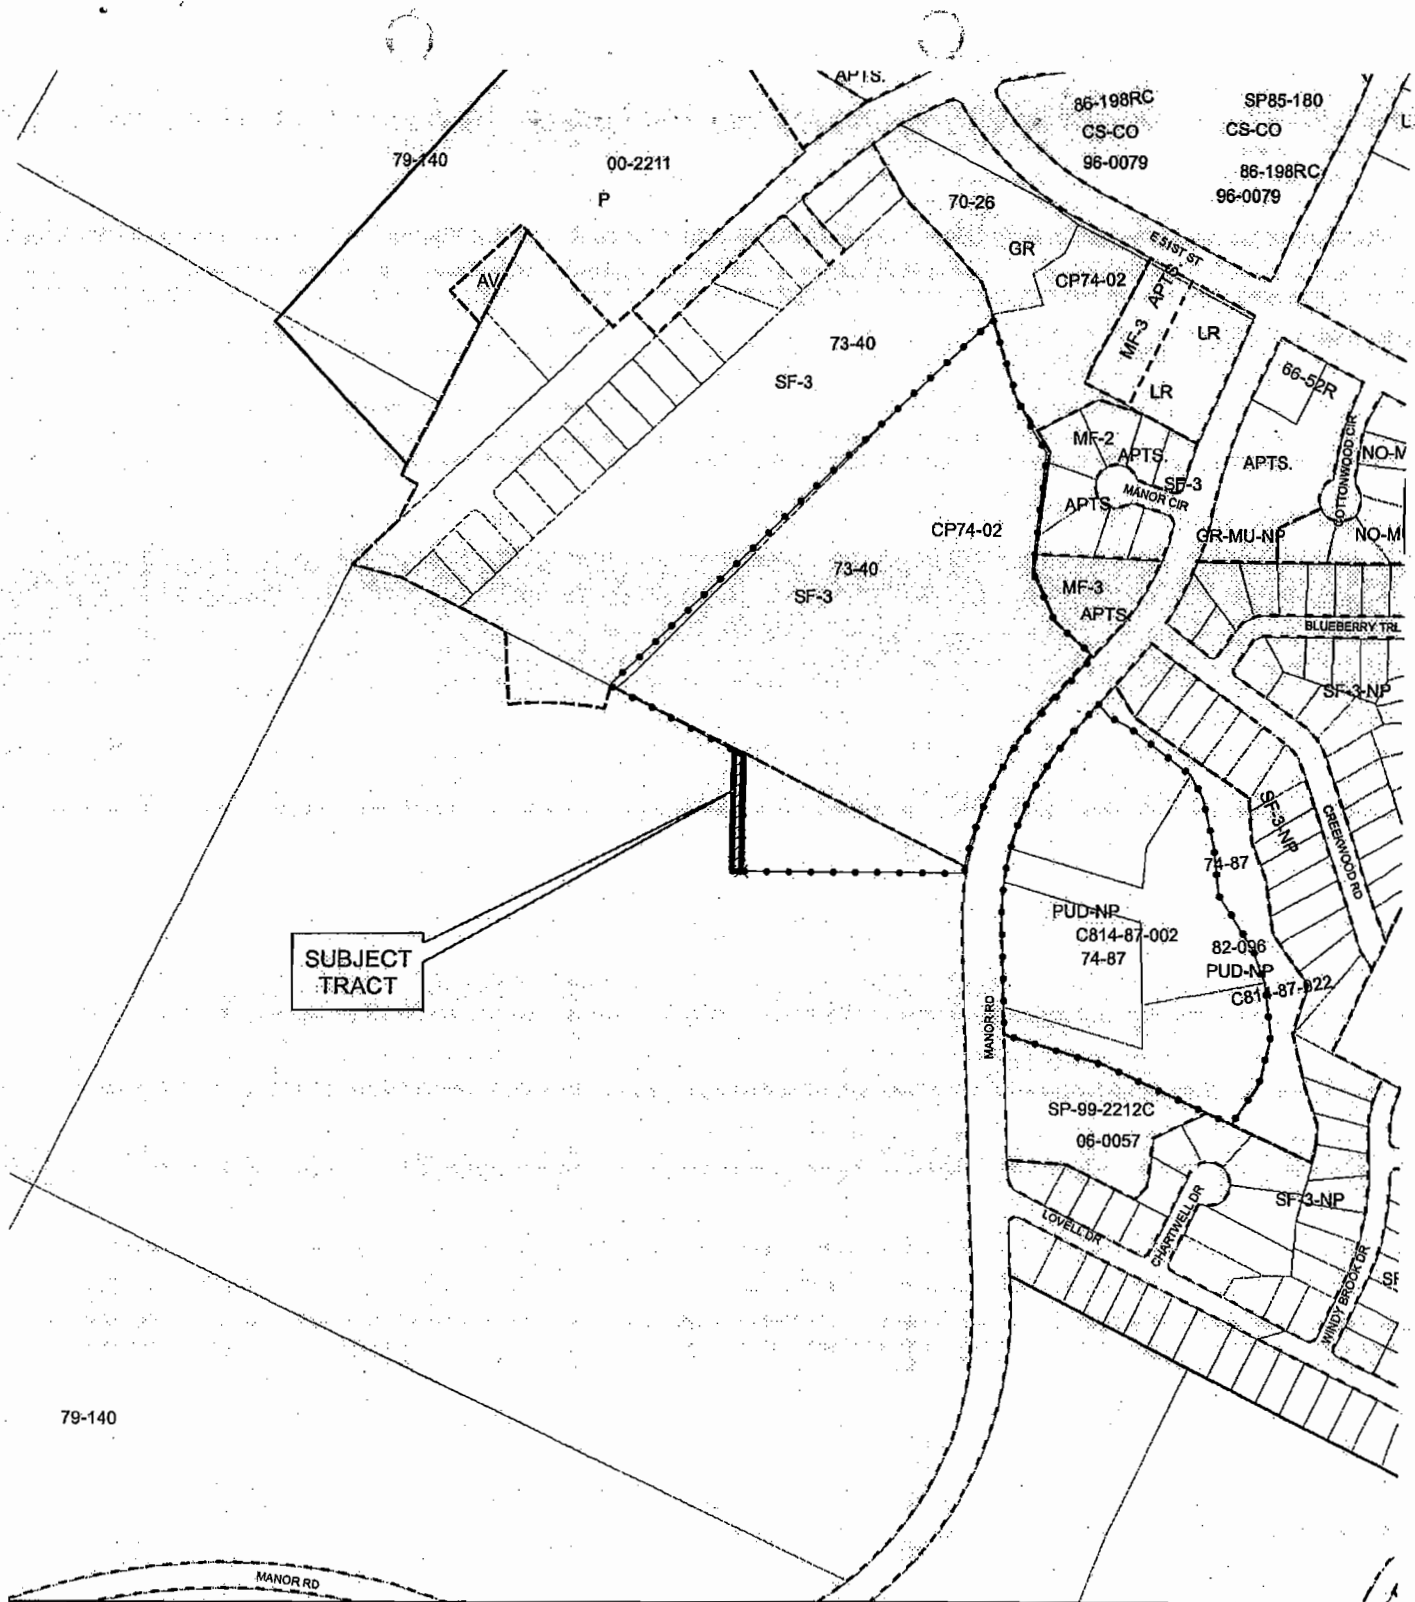 APTS.
86-198RC
SP85-180
CS-CO
CS-CO
96-0079
86-198RC
96-0079
L
79-140
00-2211
P
70-26
GR
E 51ST ST
CP74-02
APTS
MF-3
LR
LR
AV
73-40
SF-3
66-52R
MF-2
APTS.
SF-3
MANOR CIR
APTS
APTS.
COTTONWOOD CIR
NO-M
GR-MU-NP
NO-MU
CP74-02
73-40
SF-3
MF-3
APTS.
BLUEBERRY TRL
SF-3-NP
SF-3-NP
CREEKWOOD RD
74-87
PUD-NP
C814-87-002
74-87
82-096
PUD-NP
C814-87-022
SUBJECT
TRACT
MANOR RD
SP-99-2212C
06-0057
SF-3-NP
LOVELL DR
CHARTWELL DR
WINDY BROOK DR
SF
79-140
MANOR RD